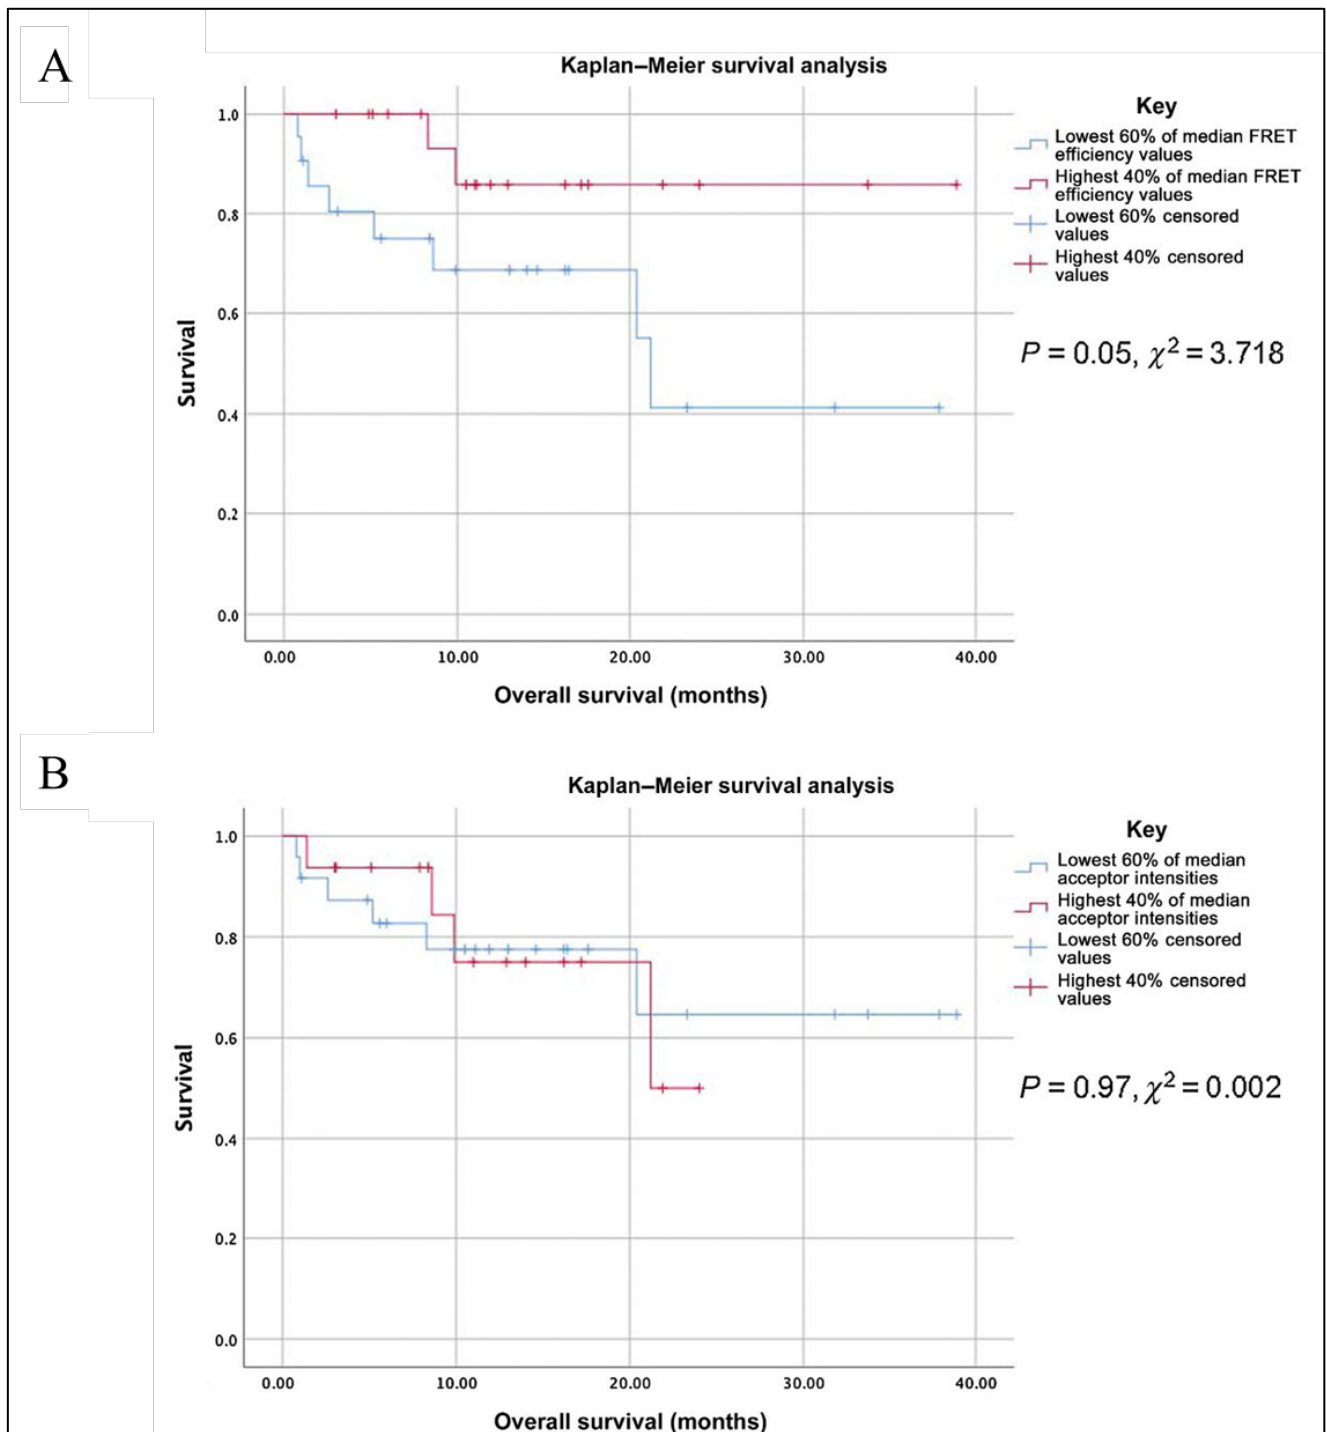 A
Kaplan–Meier survival analysis
Key
Lowest 60% of median FRET
efficiency values
Highest 40% of median FRET
efficiency values
Lowest 60% censored
values
Highest 40% censored
values
P = 0.05, χ² = 3.718
Survival
1.0
0.8
0.6
0.4
0.2
0.0
0.00 10.00 20.00 30.00 40.00
Overall survival (months)
B
Kaplan–Meier survival analysis
Key
Lowest 60% of median
acceptor intensities
Highest 40% of median
acceptor intensities
Lowest 60% censored
values
Highest 40% censored
values
P = 0.97, χ² = 0.002
Survival
1.0
0.8
0.6
0.4
0.2
0.0
0.00 10.00 20.00 30.00 40.00
Overall survival (months)